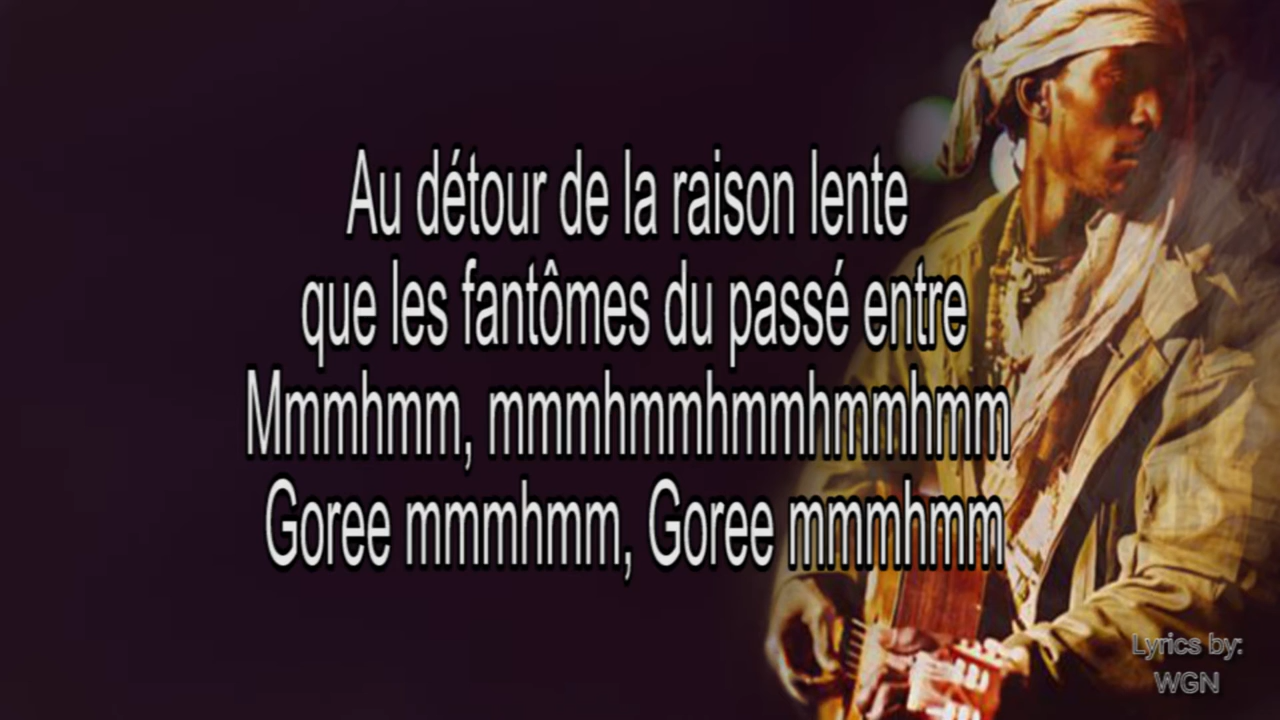 Au détour de la raison lente
que les fantômes du passé entre
Mmmhmm, mmmhmmhmmhmmhmm
Goree mmmhmm, Goree mmmhmm
Lyrics by:
WGN